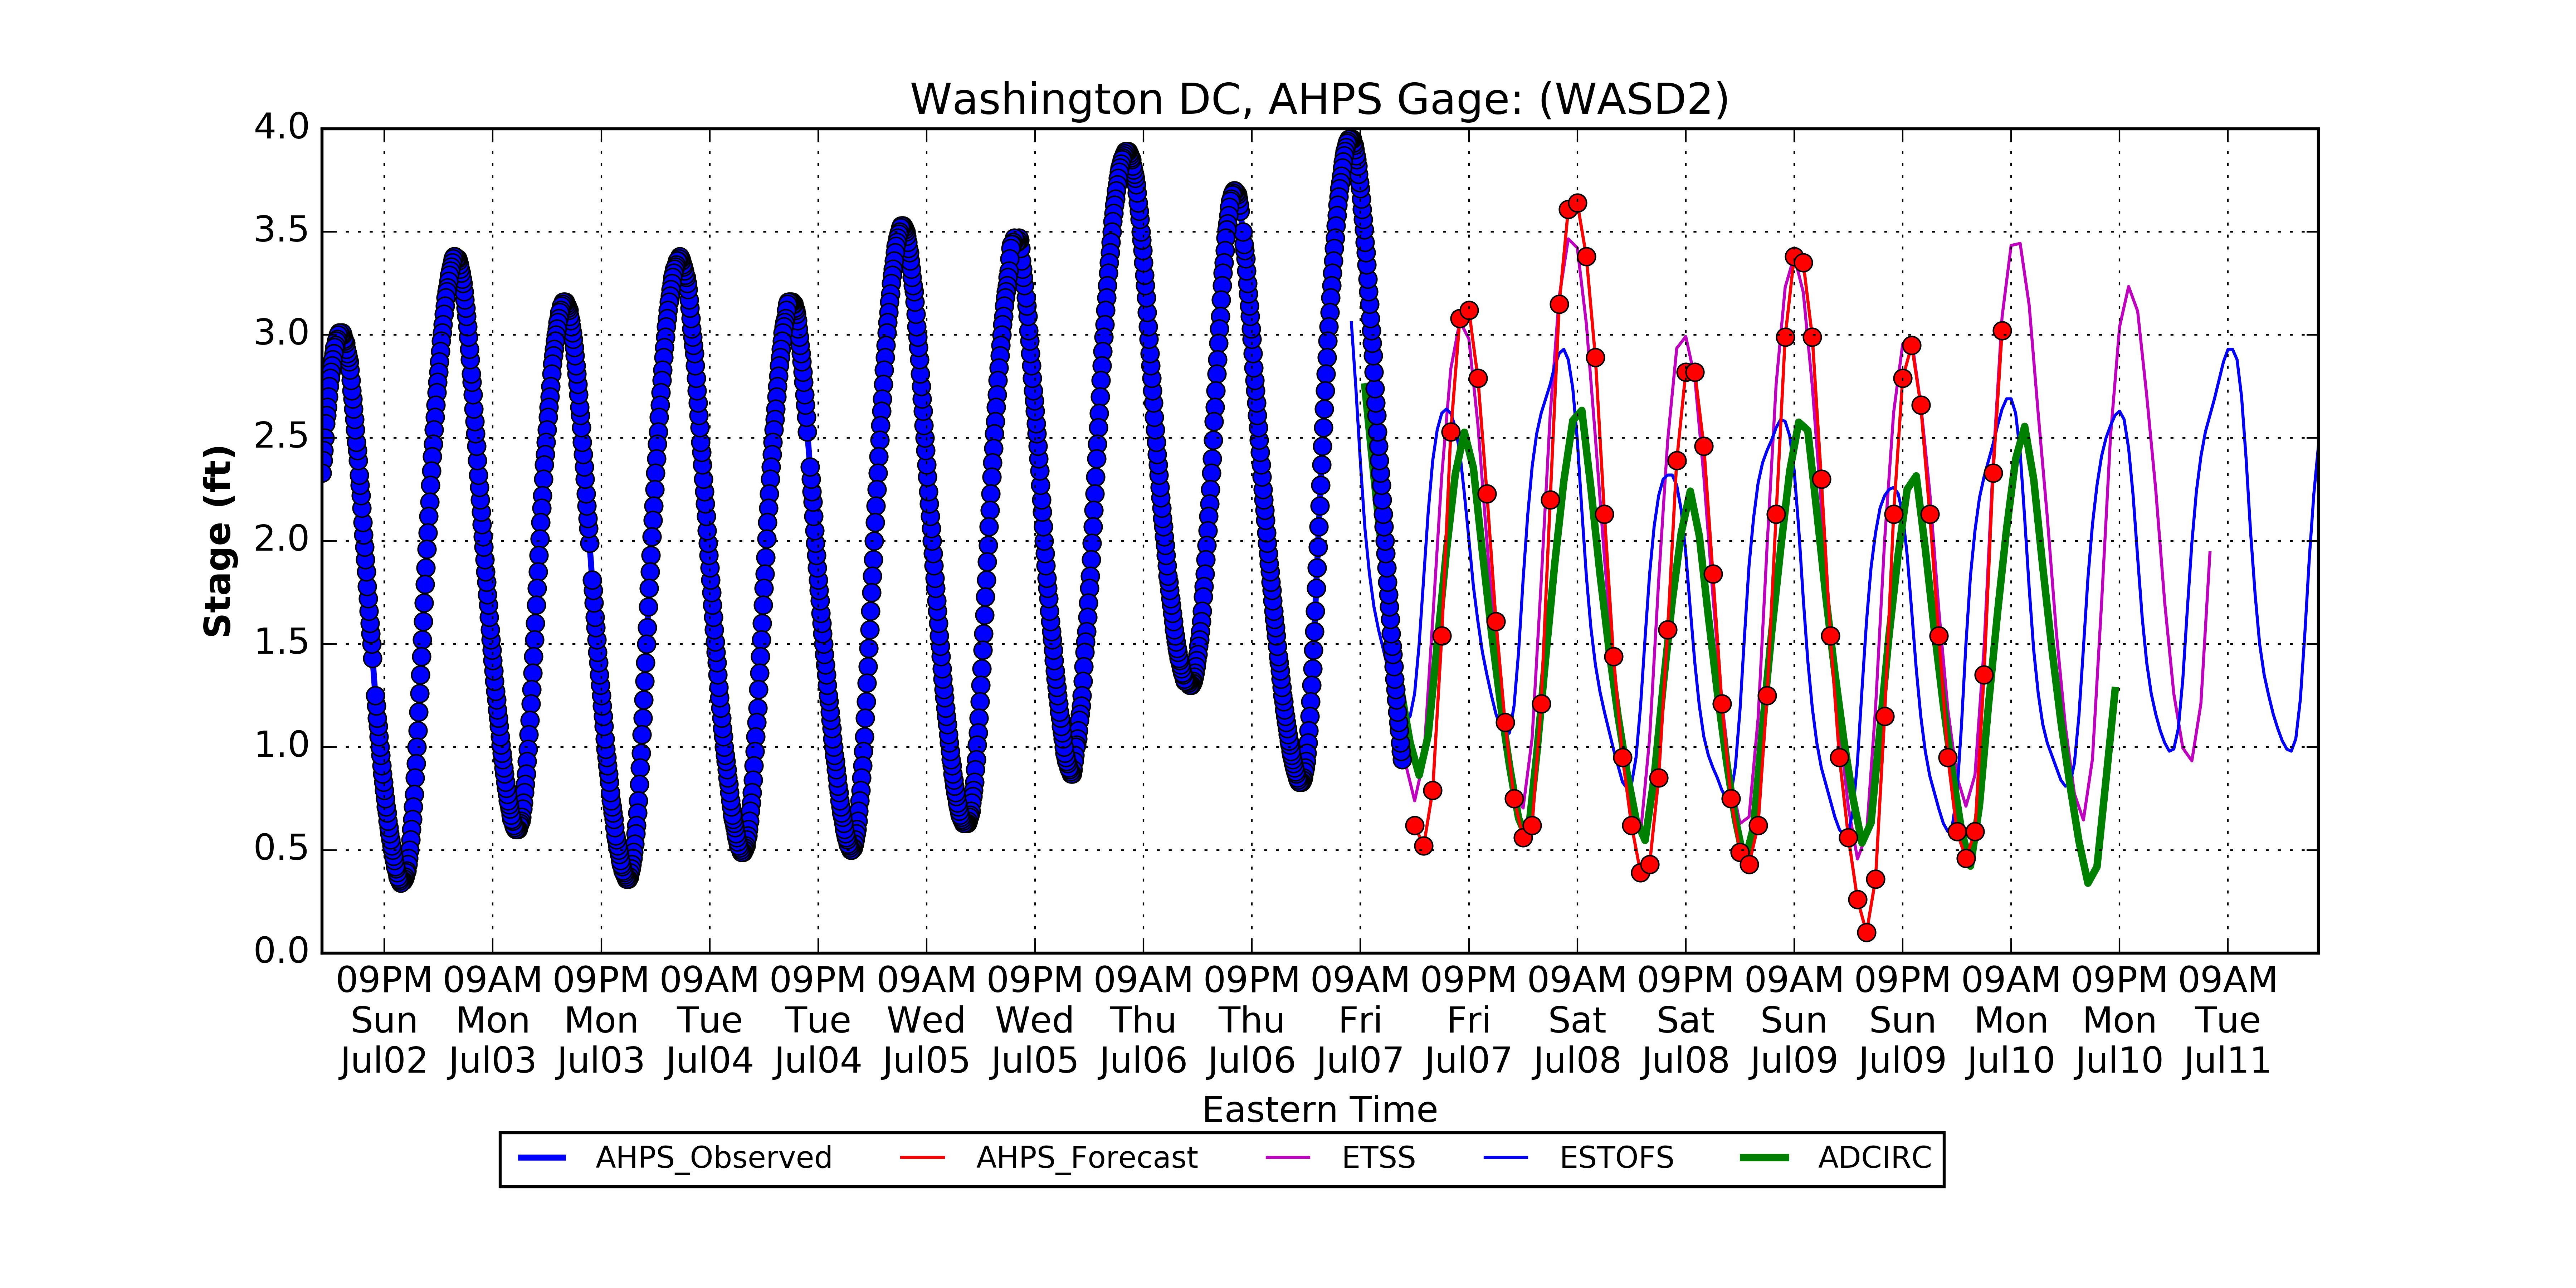 Washington DC, AHPS Gage: (WASD2)
4.0
3.5
3.0
2.5
2.0
1.5
1.0
0.5
0.0
Stage (ft)
09PM 09AM 09PM 09AM 09PM 09AM 09PM 09AM 09PM 09AM 09PM 09AM 09PM 09AM 09PM 09AM 09PM 09AM
Sun Mon Mon Tue Tue Wed Wed Thu Thu Fri Fri Sat Sat Sun Sun Mon Mon Tue
Jul02 Jul03 Jul03 Jul04 Jul04 Jul05 Jul05 Jul06 Jul06 Jul07 Jul07 Jul08 Jul08 Jul09 Jul09 Jul10 Jul10 Jul11
Eastern Time
AHPS_Observed AHPS_Forecast ETSS ESTOFS ADCIRC